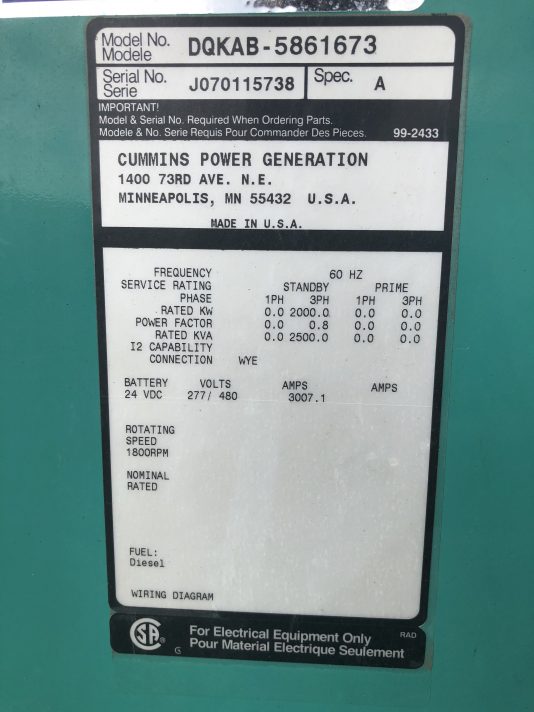 Model No. DQKAB-5861673
Modele
Serial No. J070115738 Spec. A
Serie
IMPORTANT!
Model & Serial No. Required When Ordering Parts.
Modele & No. Serie Requis Pour Commander Des Pieces. 99-2433
CUMMINS POWER GENERATION
1400 73RD AVE. N.E.
MINNEAPOLIS, MN 55432 U.S.A.
MADE IN U.S.A.
FREQUENCY 60 HZ
SERVICE RATING STANDBY PRIME
PHASE 1PH 3PH 1PH 3PH
RATED KW 0.0 2000.0 0.0 0.0
POWER FACTOR 0.0 0.8 0.0 0.0
RATED KVA 0.0 2500.0 0.0 0.0
I2 CAPABILITY
CONNECTION WYE
BATTERY VOLTS AMPS AMPS
24 VDC 277/ 480 3007.1
ROTATING
SPEED
1800RPM
NOMINAL
RATED
FUEL:
Diesel
WIRING DIAGRAM
SA ® G For Electrical Equipment Only RAD
Pour Material Electrique Seulement